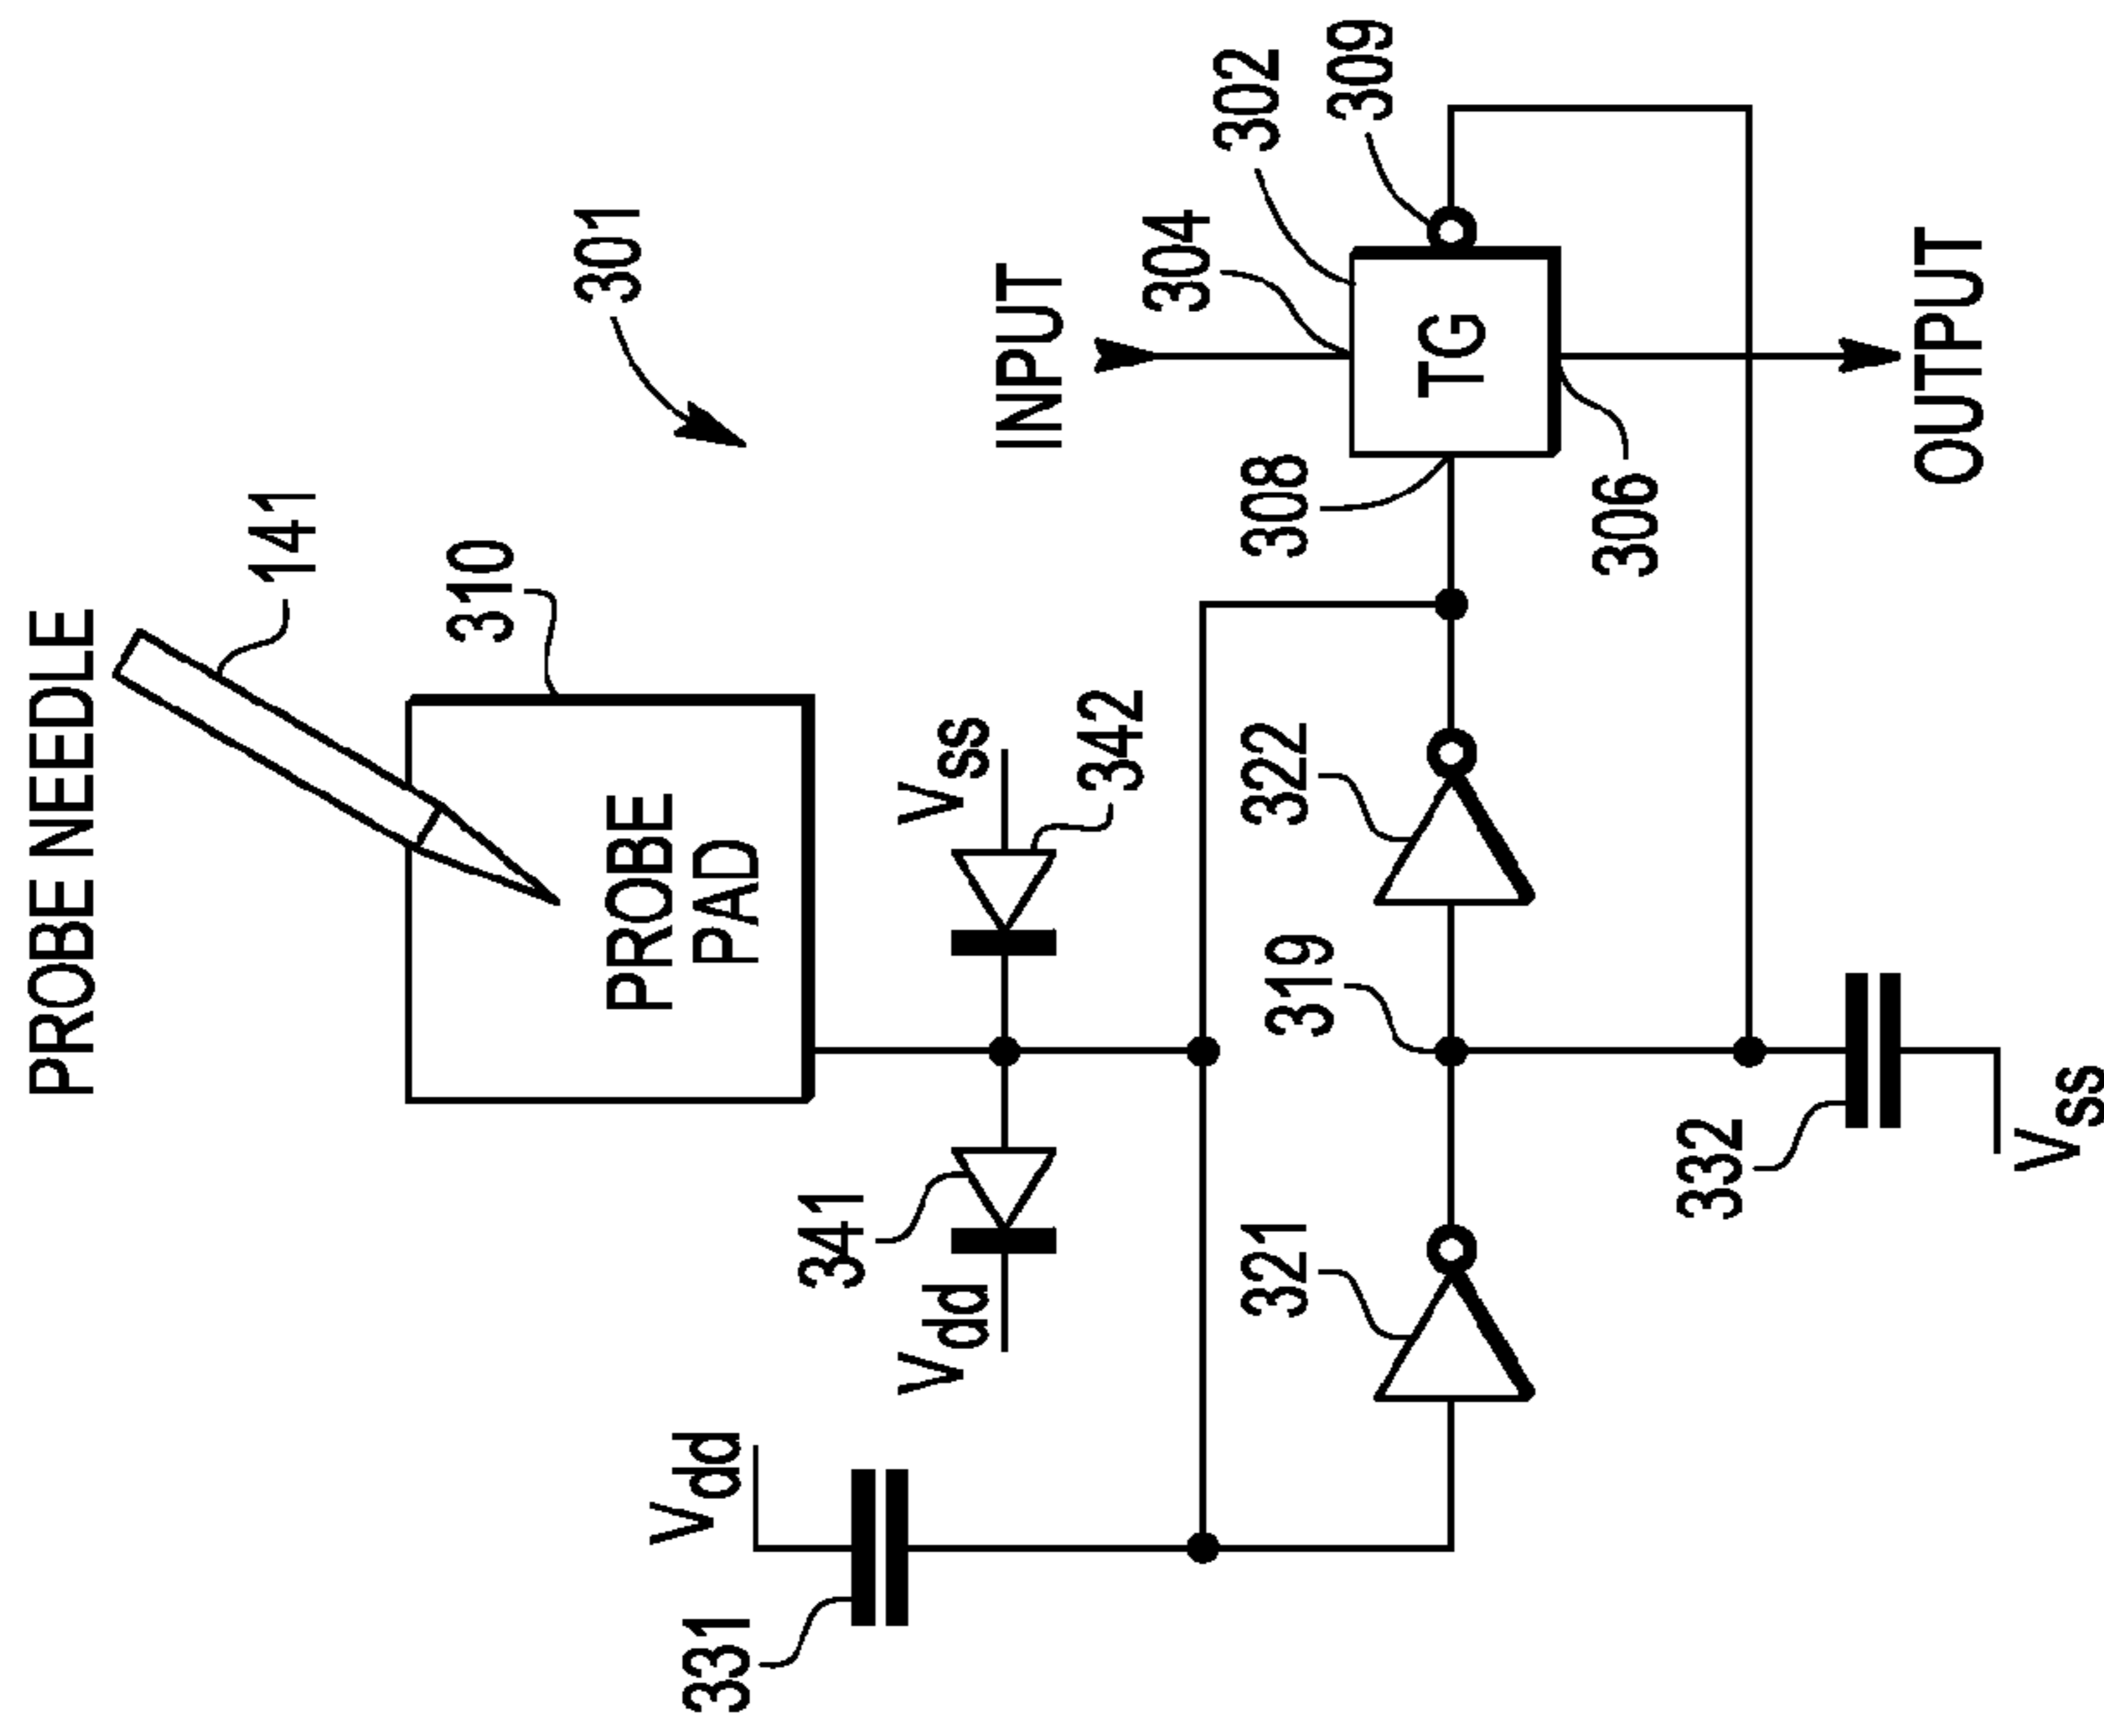 PROBE NEEDLE
141
310
PROBE
PAD
301
331
Vdd
341
Vdd
Vss
342
INPUT
304
302
309
321
319
322
308
TG
332
306
Vss
OUTPUT